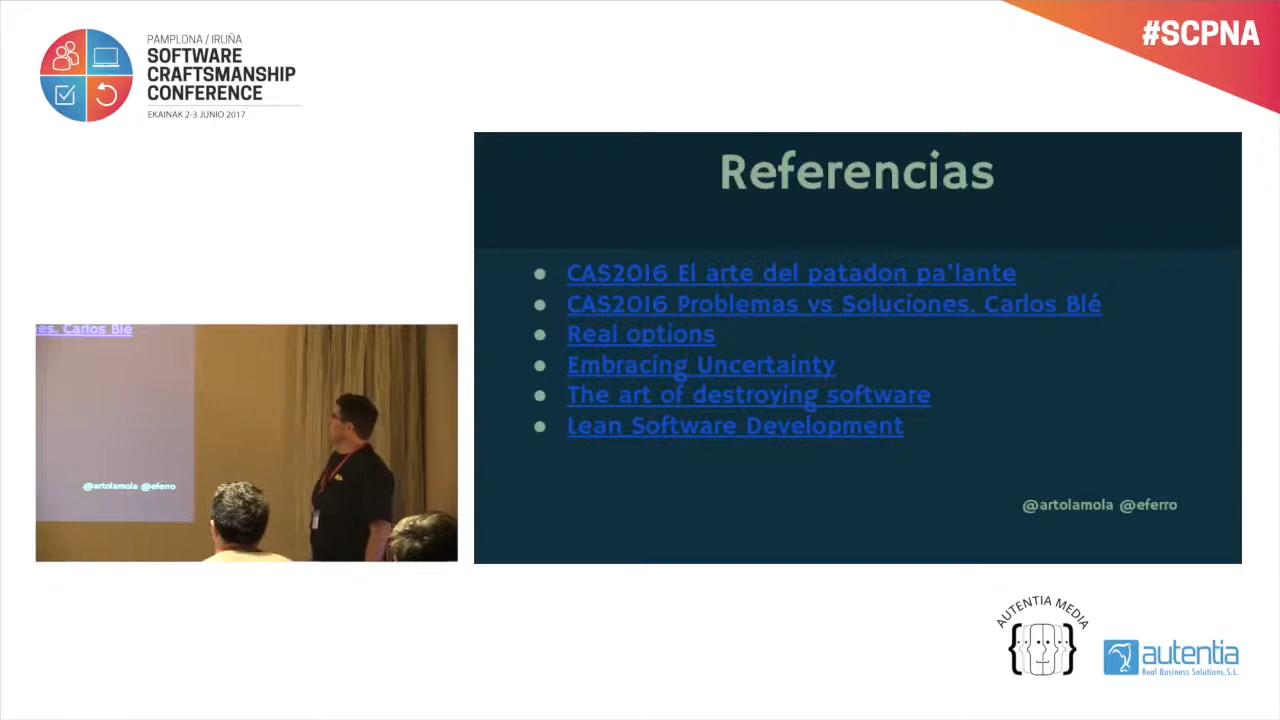 PAMPLONA / IRUÑA
SOFTWARE
CRAFTSMANSHIP
CONFERENCE
EKAINAK 2-3 JUNIO 2017
#SCPNA
Referencias
CAS2016 El arte del patadon pa'lante
CAS2016 Problemas vs Soluciones. Carlos Blé
Real options
Embracing Uncertainty
The art of destroying software
Lean Software Development
@artolamola @eferro
es. Carlos Blé
@artolamola @eferro
AUTENTIA MEDIA
autentia
Real Business Solutions, S.L.